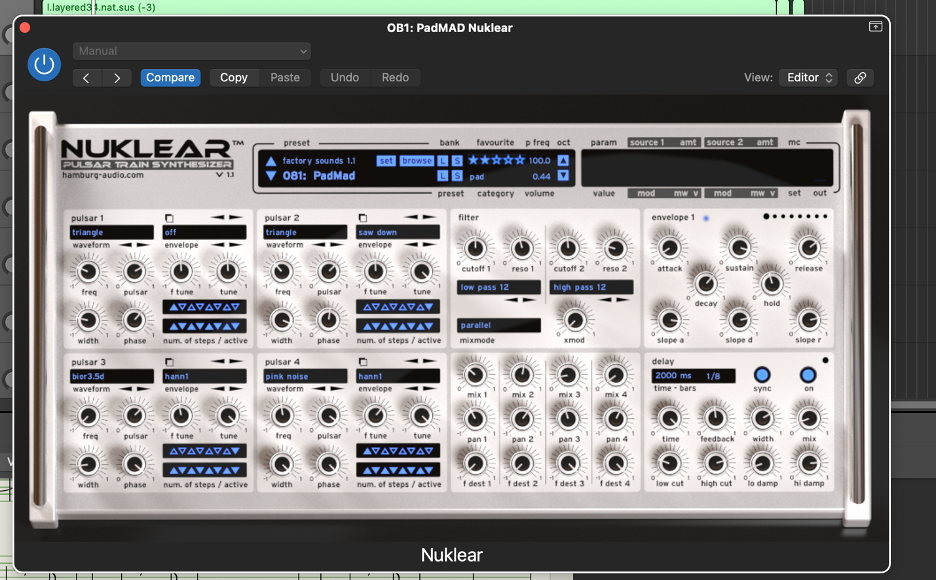 l.layered34.nat.sus (-3)
OB1: PadMAD Nuklear
Manual
Compare Copy Paste Undo Redo View: Editor
NUKLEAR™
PULSAR TRAIN SYNTHESIZER
hamburg-audio.com V 1.1
preset bank favourite p freq oct param source 1 amt source 2 amt mc
factory sounds 1.1 set browse L S 100.0
OB1: PadMad L S pad 0.44
preset category volume value mod mw v mod mw v set out
pulsar 1 pulsar 2 filter envelope 1
triangle off triangle saw down
waveform envelope waveform envelope
cutoff 1 reso 1 cutoff 2 reso 2 attack sustain release
freq pulsar f tune tune freq pulsar f tune tune
low pass 12 high pass 12
decay hold
parallel
width phase num. of steps / active width phase num. of steps / active
mixmode xmod slope a slope d slope r
pulsar 3 pulsar 4 delay
bior3.5d hann1 pink noise hann1
2000 ms 1/8
waveform envelope waveform envelope
time - bars sync on
mix 1 mix 2 mix 3 mix 4
freq pulsar f tune tune freq pulsar f tune tune
pan 1 pan 2 pan 3 pan 4 time feedback width mix
width phase num. of steps / active width phase num. of steps / active
f dest 1 f dest 2 f dest 3 f dest 4 low cut high cut lo damp hi damp
Nuklear